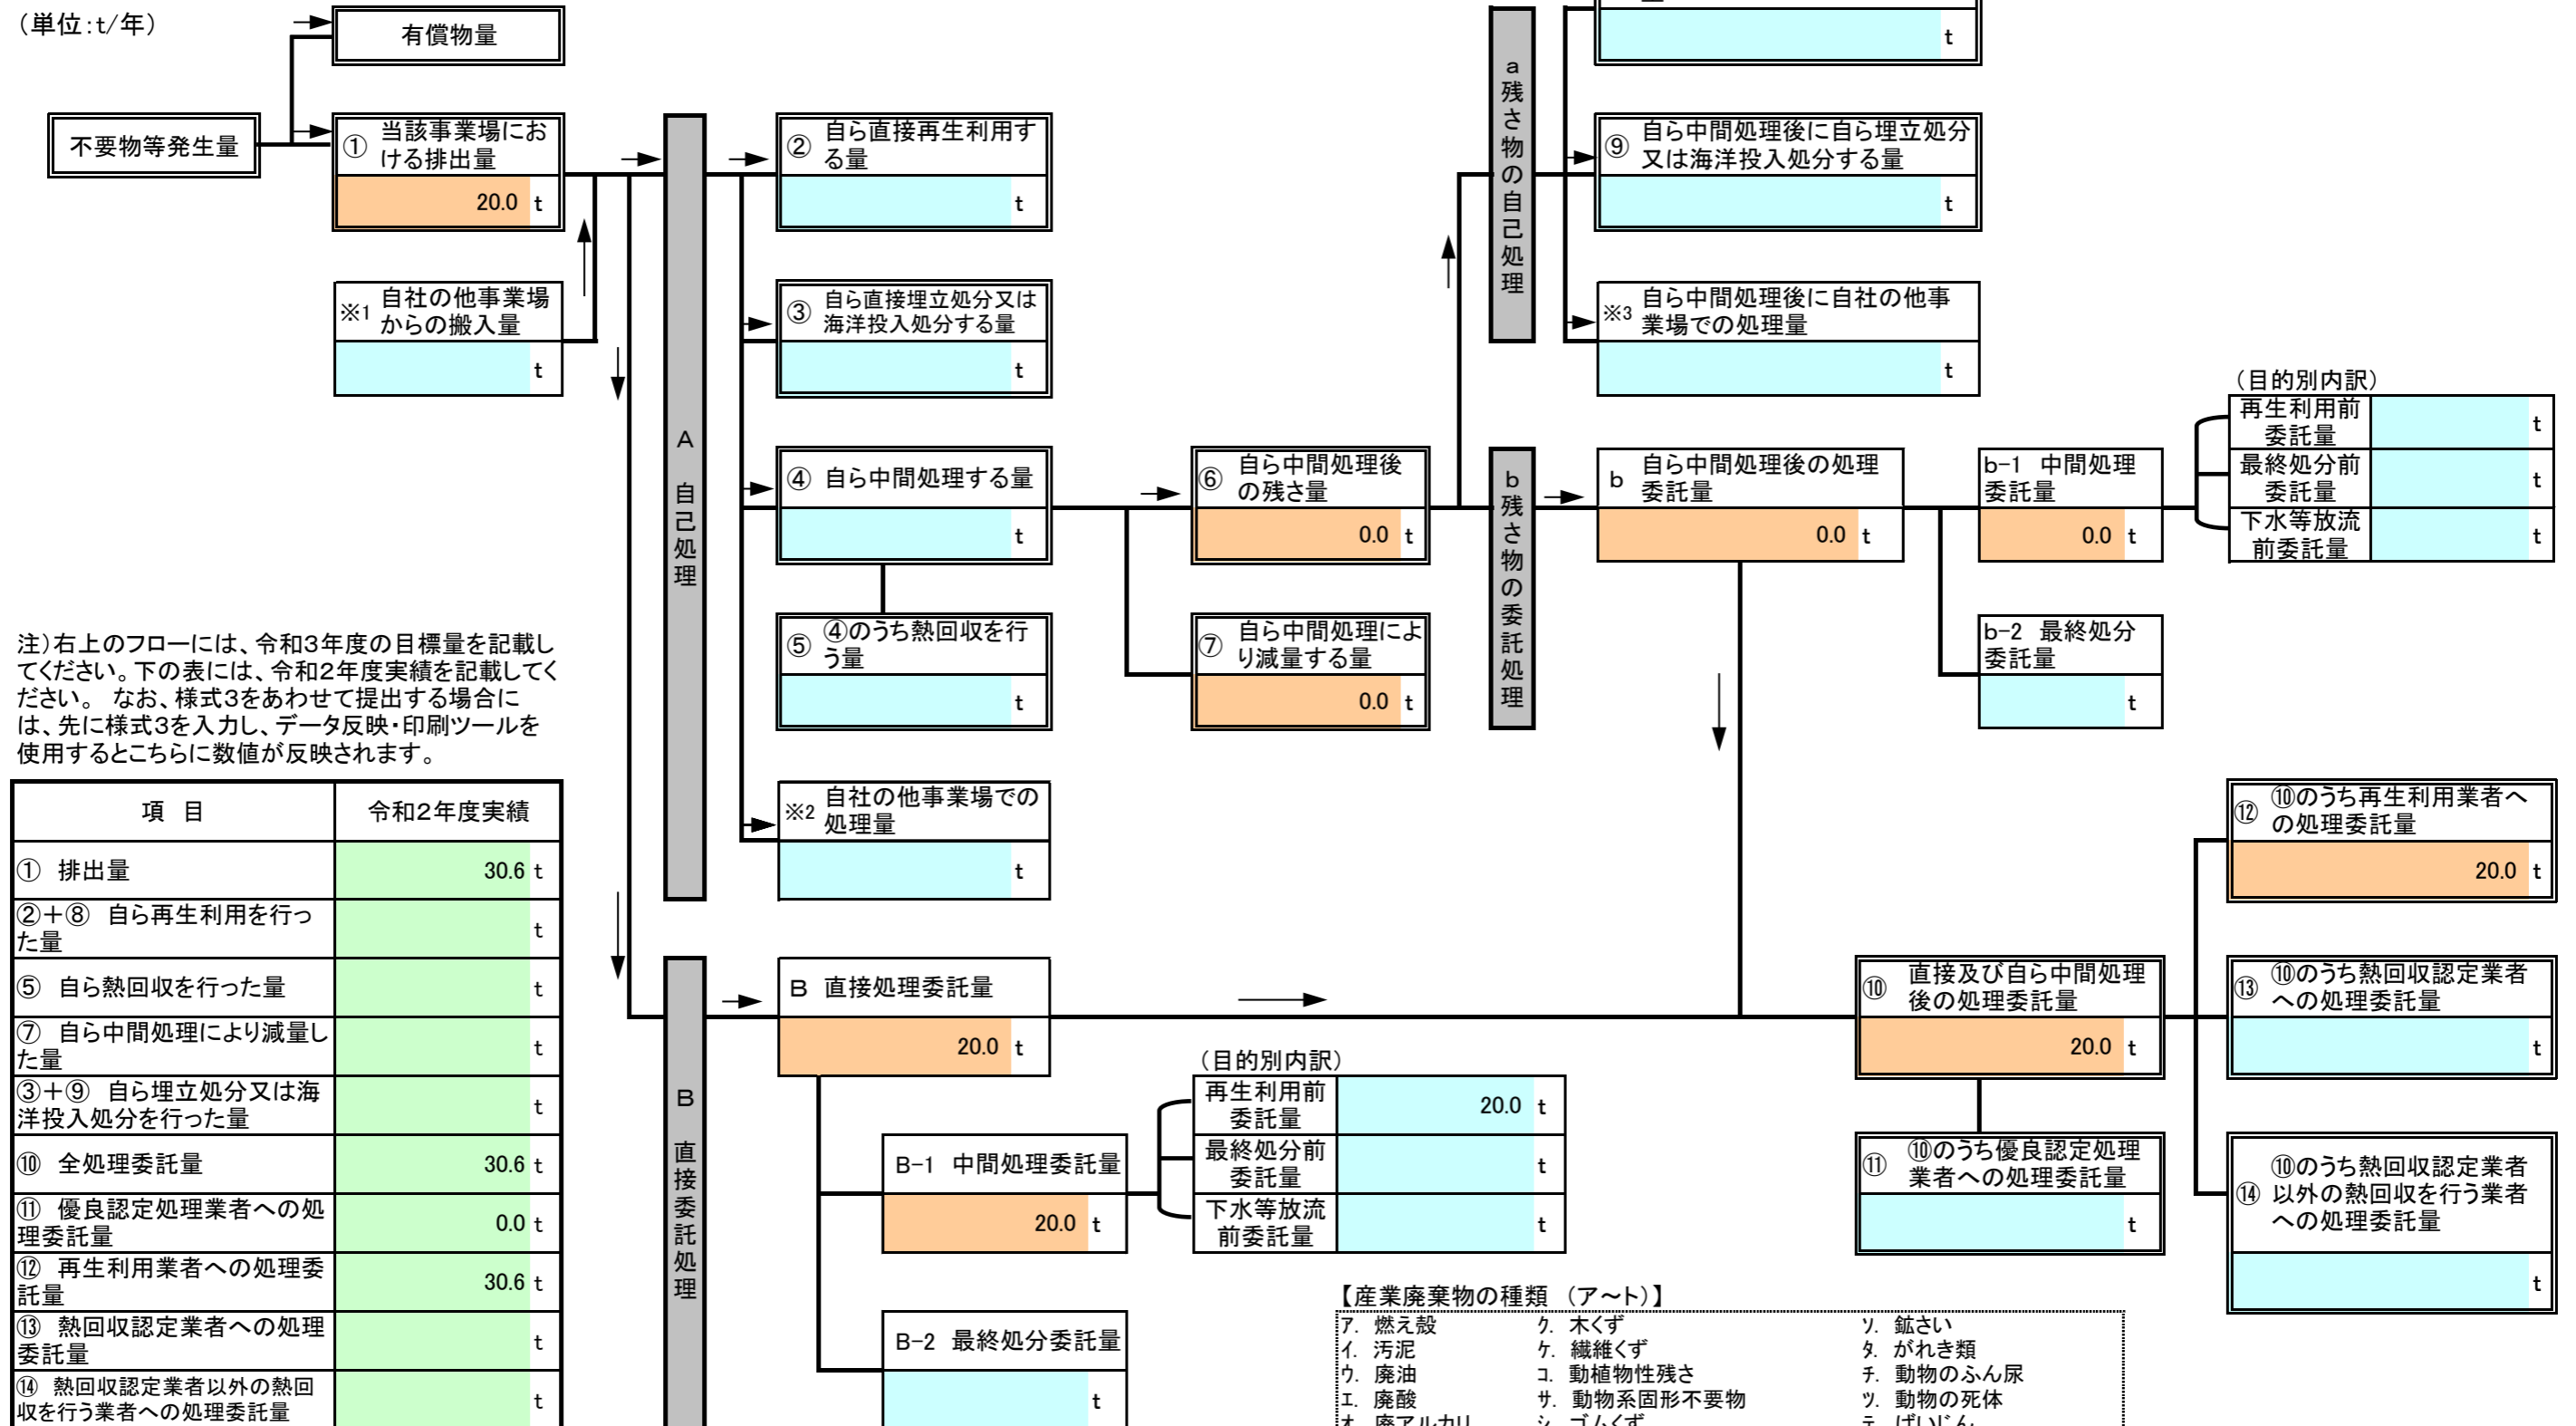 （単位：t/年）
有償物量
t
不要物等発生量
①
当該事業場にお
ける排出量
20.0 t
※1
自社の他事業場
からの搬入量
t
A 自己処理
②
自ら直接再生利用す
る量
t
③
自ら直接埋立処分又は
海洋投入処分する量
t
④ 自ら中間処理する量
t
⑤
④のうち熱回収を行
う量
t
※2
自社の他事業場での
処理量
t
⑥
自ら中間処理後
の残さ量
0.0 t
⑦
自ら中間処理によ
り減量する量
0.0 t
a 残さ物の自己処理
⑨
自ら中間処理後に自ら埋立処分
又は海洋投入処分する量
t
※3
自ら中間処理後に自社の他事
業場での処理量
t
b 残さ物の委託処理
b
自ら中間処理後の処理
委託量
0.0 t
b-1 中間処理
委託量
0.0 t
b-2 最終処分
委託量
t
（目的別内訳）
再生利用前
委託量
t
最終処分前
委託量
t
下水等放流
前委託量
t
注）右上のフローには、令和3年度の目標量を記載し
てください。下の表には、令和2年度実績を記載してく
ださい。 なお、様式3をあわせて提出する場合に
は、先に様式3を入力し、データ反映・印刷ツールを
使用するとこちらに数値が反映されます。
項 目 令和2年度実績
① 排出量 30.6 t
②＋⑧ 自ら再生利用を行っ
た量
t
⑤ 自ら熱回収を行った量 t
⑦ 自ら中間処理により減量し
た量
t
③＋⑨ 自ら埋立処分又は海
洋投入処分を行った量
t
⑩ 全処理委託量 30.6 t
⑪ 優良認定処理業者への処
理委託量
0.0 t
⑫ 再生利用業者への処理委
託量
30.6 t
⑬ 熱回収認定業者への処理
委託量
t
⑭ 熱回収認定業者以外の熱回
収を行う業者への処理委託量
t
B 直接委託処理
B 直接処理委託量
20.0 t
B-1 中間処理委託量
20.0 t
B-2 最終処分委託量
t
（目的別内訳）
再生利用前
委託量
20.0 t
最終処分前
委託量
t
下水等放流
前委託量
t
⑩
直接及び自ら中間処理
後の処理委託量
20.0 t
⑪
⑩のうち優良認定処理
業者への処理委託量
t
⑫
⑩のうち再生利用業者へ
の処理委託量
20.0 t
⑬
⑩のうち熱回収認定業者
への処理委託量
t
⑭
⑩のうち熱回収認定業者
以外の熱回収を行う業者
への処理委託量
t
【産業廃棄物の種類 （ア～ト）】
ｱ. 燃え殻 ｸ. 木くず ｿ. 鉱さい
ｲ. 汚泥 ｹ. 繊維くず ﾀ. がれき類
ｳ. 廃油 ｺ. 動植物性残さ ﾁ. 動物のふん尿
ｴ. 廃酸 ｻ. 動物系固形不要物 ﾂ. 動物の死体
ｵ. 廃アルカリ ｼ. ゴムくず ﾃ. ばいじん